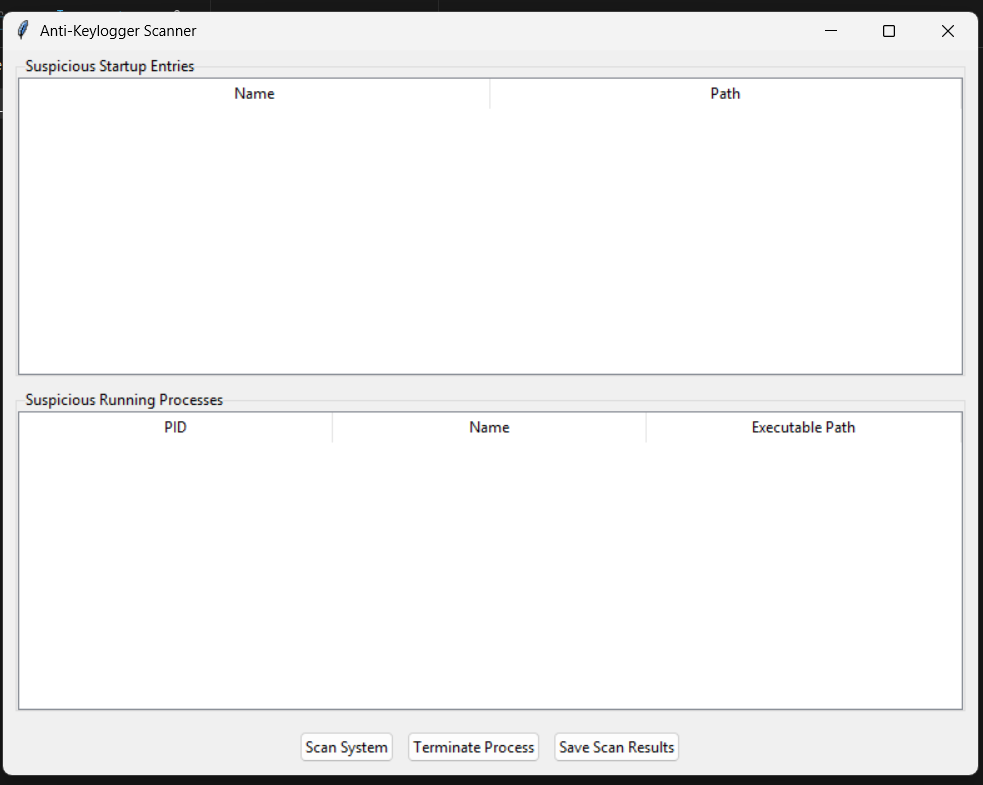 Anti-Keylogger Scanner
Suspicious Startup Entries
Name Path
Suspicious Running Processes
PID Name Executable Path
Scan System Terminate Process Save Scan Results